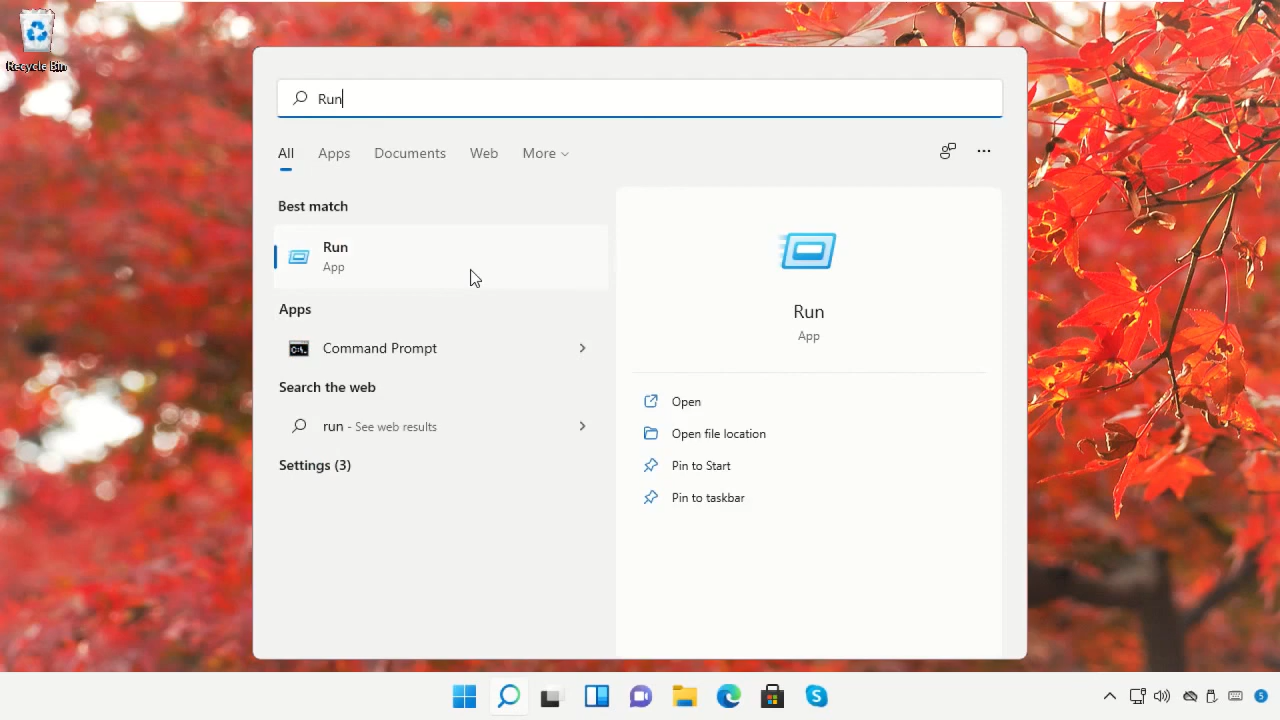 Recycle Bin
Run
All Apps Documents Web More
Best match
Run
App
Apps
Command Prompt
Search the web
run - See web results
Settings (3)
Run
App
Open
Open file location
Pin to Start
Pin to taskbar
5